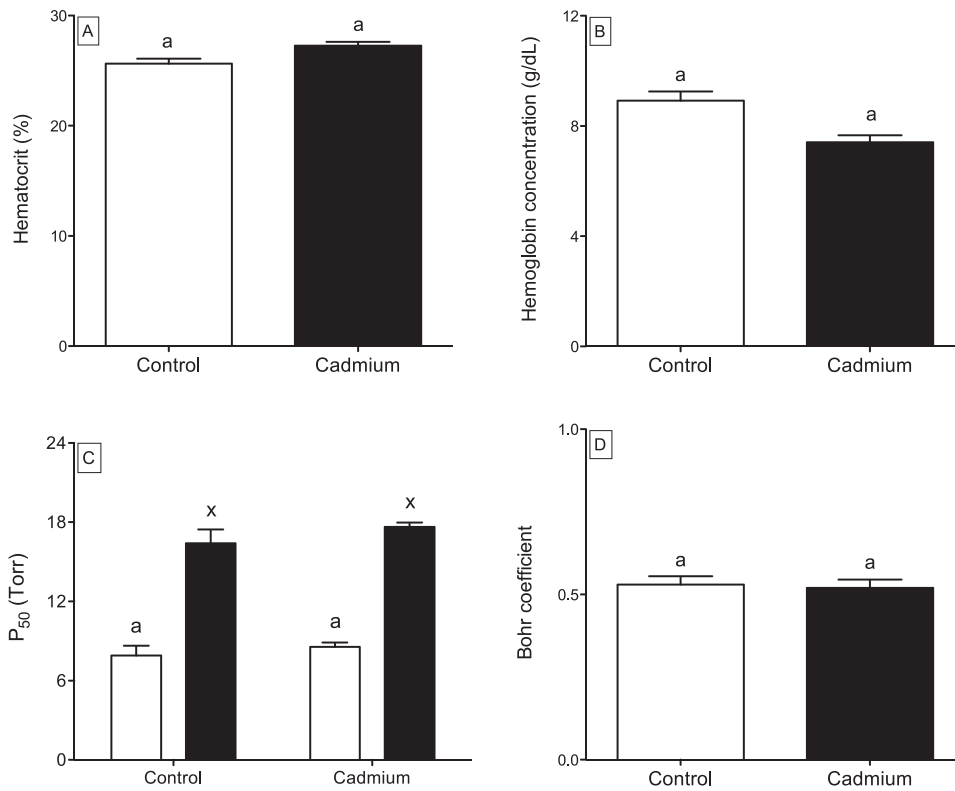 A
Hematocrit (%)
30
20
10
0
a
a
Control
Cadmium
B
Hemoglobin concentration (g/dL)
12
8
4
0
a
a
Control
Cadmium
C
P50 (Torr)
24
18
12
6
0
a
x
a
x
Control
Cadmium
D
Bohr coefficient
1.0
0.5
0.0
a
a
Control
Cadmium